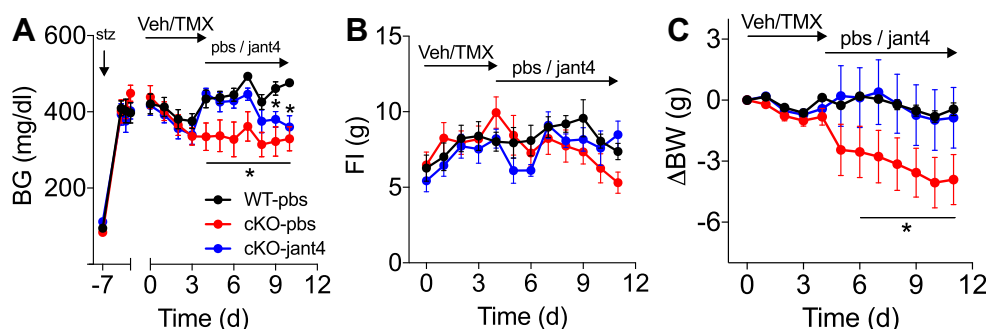 A
stz
Veh/TMX
pbs / jant4
BG (mg/dl)
600
400
200
*
*
*
WT-pbs
cKO-pbs
cKO-jant4
-7 0 3 6 9 12
Time (d)
B
Veh/TMX
pbs / jant4
FI (g)
15
10
5
0
0 3 6 9 12
Time (d)
C
Veh/TMX
pbs / jant4
ΔBW (g)
3
0
-3
-6
*
0 3 6 9 12
Time (d)